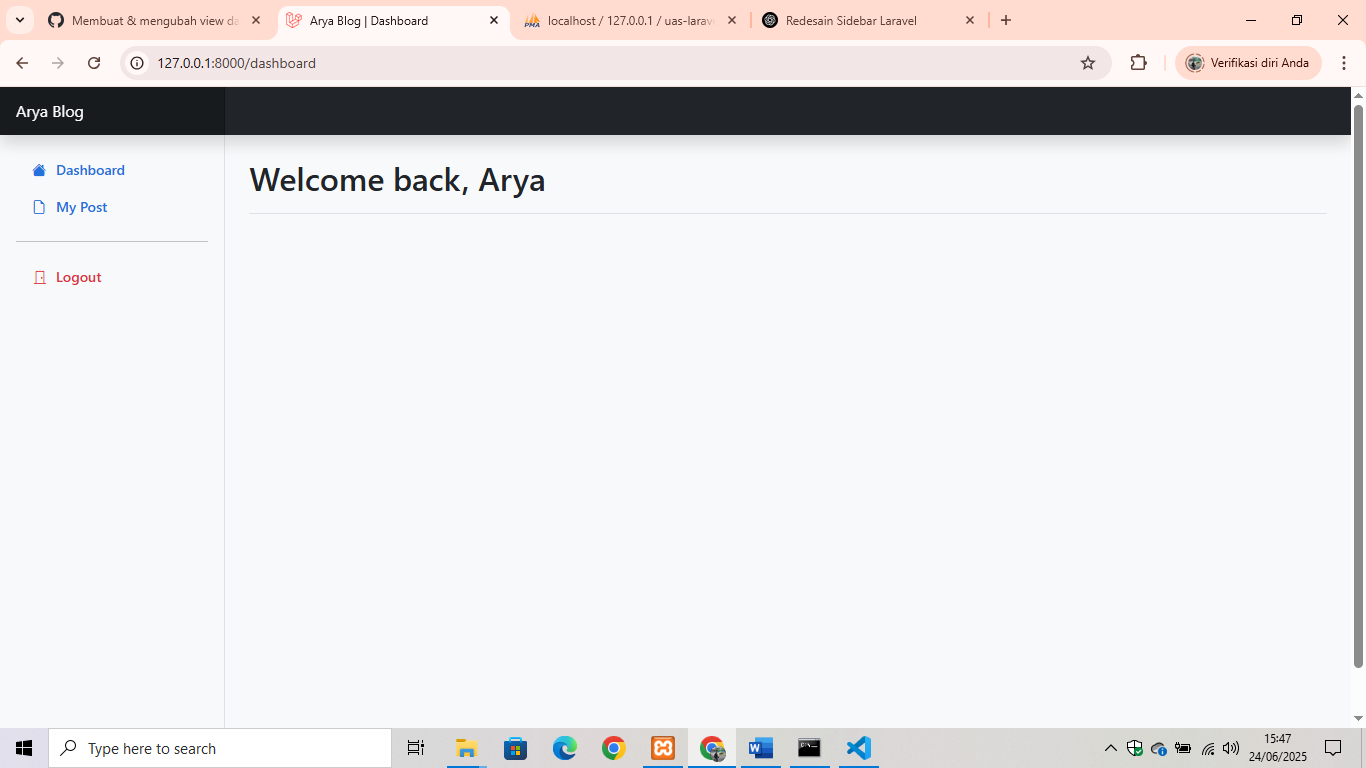 Membuat & mengubah view da
Arya Blog | Dashboard
PMA
localhost / 127.0.0.1 / uas-larav
Redesain Sidebar Laravel
127.0.0.1:8000/dashboard
Verifikasi diri Anda
Arya Blog
Dashboard
My Post
Logout
Welcome back, Arya
Type here to search
15:47
24/06/2025